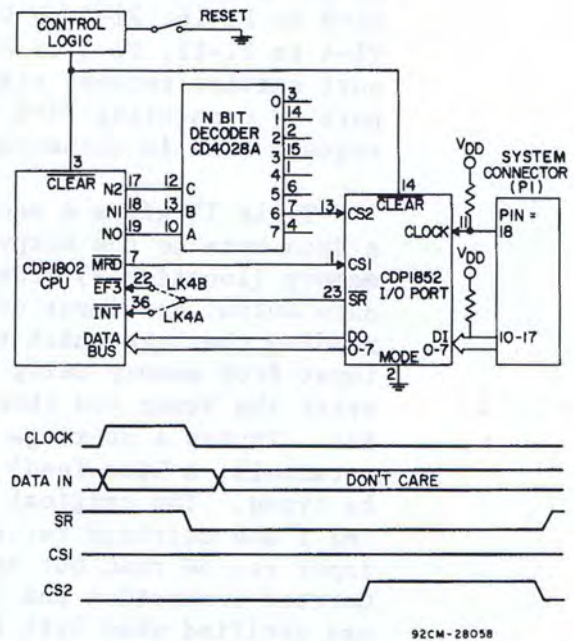 CONTROL
LOGIC
RESET
N BIT
DECODER
CD4028A
0 3
1 14
2 2
3 15
4 1
5 6
6 7
7 4
3
CLEAR
N2 17 12 C
N1 18 13 B
N0 19 10 A
CDP1802
CPU
MRD 7
EF3 22 LK4B
INT 36 LK4A
DATA
BUS
13 CS2
14
CLEAR
CLOCK 11
1 CS1
CDP1852
I/O PORT
23 SR
DO DI
0-7 0-7
MODE
2
VDD
VDD
SYSTEM
CONNECTOR
(P1)
PIN =
18
10-17
CLOCK
DATA IN DON'T CARE
SR
CS1
CS2
92CM-28058